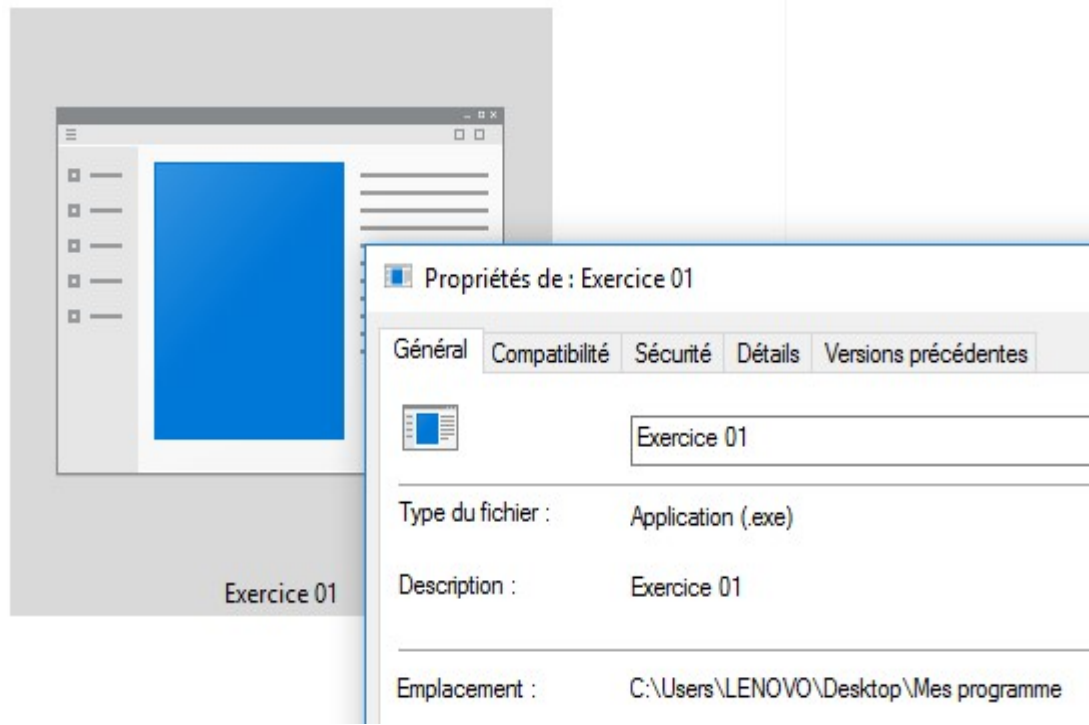 Exercice 01
Propriétés de : Exercice 01
Général Compatibilité Sécurité Détails Versions précédentes
Exercice 01
Type du fichier : Application (.exe)
Description : Exercice 01
Emplacement : C:\Users\LENOVO\Desktop\Mes programme